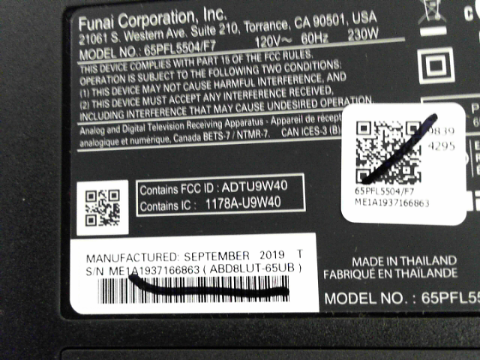 Funai Corporation, Inc.
21061 S. Western Ave. Suite 210, Torrance, CA 90501, USA
MODEL NO. : 65PFL5504/F7 120V~ 60Hz 230W
THIS DEVICE COMPLIES WITH PART 15 OF THE FCC RULES.
OPERATION IS SUBJECT TO THE FOLLOWING TWO CONDITIONS:
(1) THIS DEVICE MAY NOT CAUSE HARMFUL INTERFERENCE, AND
(2) THIS DEVICE MUST ACCEPT ANY INTERFERENCE RECEIVED,
INCLUDING INTERFERENCE THAT MAY CAUSE UNDESIRED OPERATION
Analog and Digital Television Receiving Apparatus - Appareil de réception
analogique et numérique, Canada BETS-7 / NTMR-7. CAN ICES-3 (B)
9839
4295
65PFL5504/F7
ME1A1937166863
Contains FCC ID : ADTU9W40
Contains IC : 1178A-U9W40
MANUFACTURED: SEPTEMBER 2019 T
S/N ME1A1937166863 ( ABD8LUT-65UB )
MADE IN THAILAND
FABRIQUÉ EN THAÏLANDE
MODEL NO. : 65PFL55